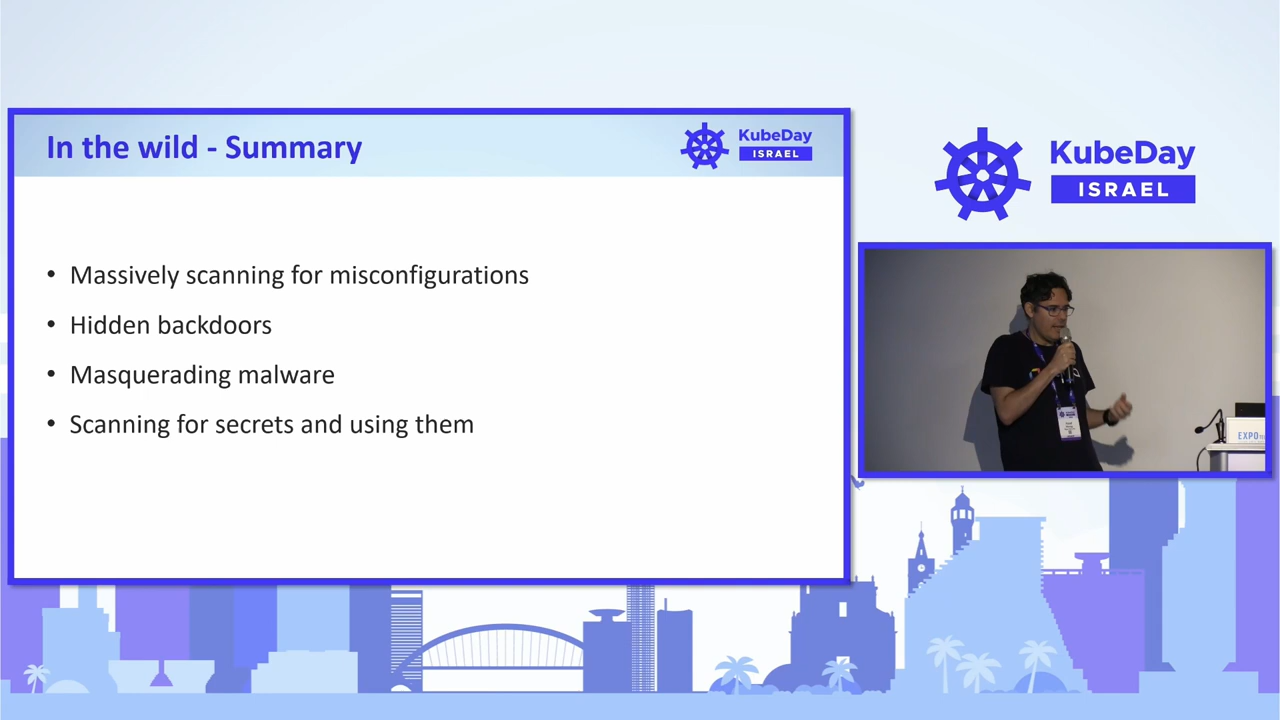 In the wild - Summary
KubeDay
ISRAEL
• Massively scanning for misconfigurations
• Hidden backdoors
• Masquerading malware
• Scanning for secrets and using them
KubeDay
ISRAEL
EXPO